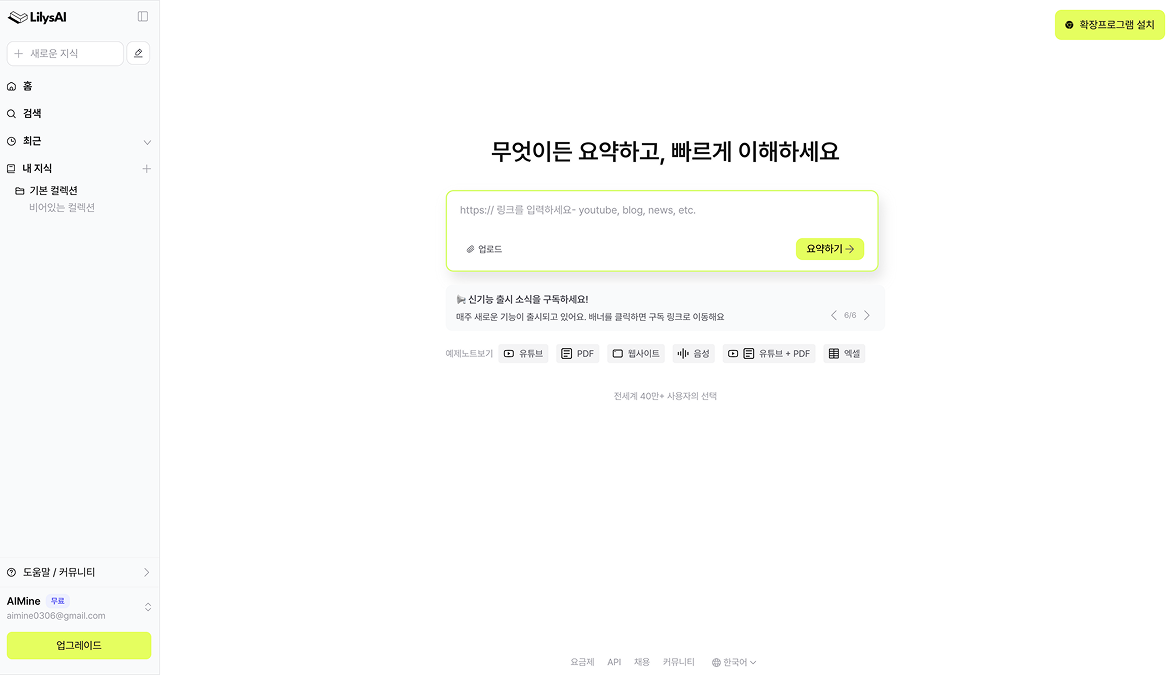 LilysAI
새로운 지식
홈
검색
최근
내 지식
기본 컬렉션
비어있는 컬렉션
도움말 / 커뮤니티
AIMine 무료
aimine0306@gmail.com
업그레이드
확장프로그램 설치
무엇이든 요약하고, 빠르게 이해하세요
https:// 링크를 입력하세요- youtube, blog, news, etc.
업로드
요약하기
신기능 출시 소식을 구독하세요!
매주 새로운 기능이 출시되고 있어요. 배너를 클릭하면 구독 링크로 이동해요
6/6
예제노트보기 유튜브 PDF 웹사이트 음성 유튜브 + PDF 엑셀
전세계 40만+ 사용자의 선택
요금제 API 채용 커뮤니티 한국어